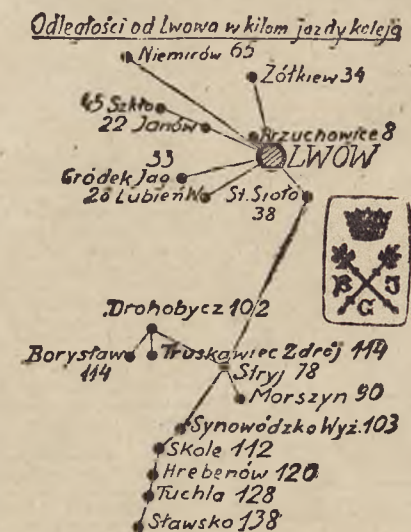 Odległości od Lwowa w kilom jazdy koleją
Niemirów 65
Żółkiew 34
45 Szkło
22 Janów
Brzuchowice 8
LWÓW
33
Gródek Jag
20 Lubień W
St. Sioło
38
B J
G
Drohobycz 102
Borysław
114
Truskawiec Zdrój 114
Stryj 78
Morszyn 90
Synowódzko Wyż. 103
Skole 112
Hrebenów 120
Tuchla 128
Sławsko 138